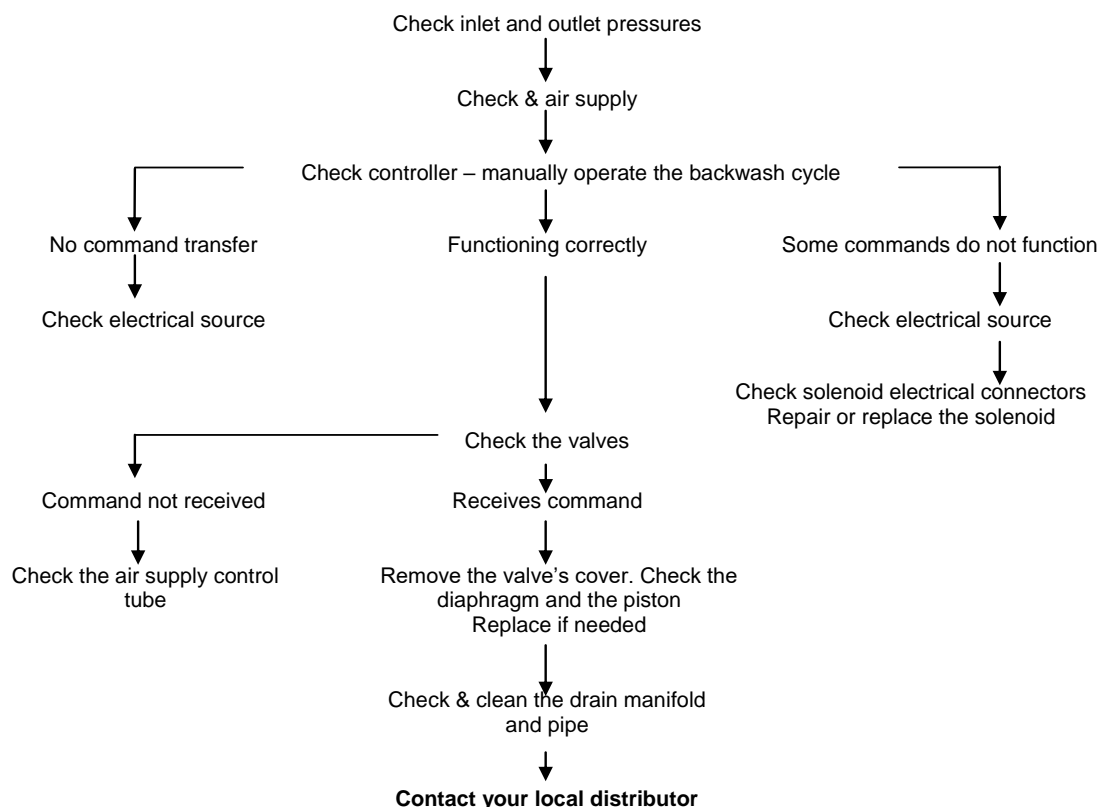 Check inlet and outlet pressures
Check & air supply
Check controller – manually operate the backwash cycle
No command transfer
Functioning correctly
Some commands do not function
Check electrical source
Check electrical source
Check solenoid electrical connectors
Repair or replace the solenoid
Check the valves
Command not received
Receives command
Check the air supply control
tube
Remove the valve’s cover. Check the
diaphragm and the piston
Replace if needed
Check & clean the drain manifold
and pipe
Contact your local distributor